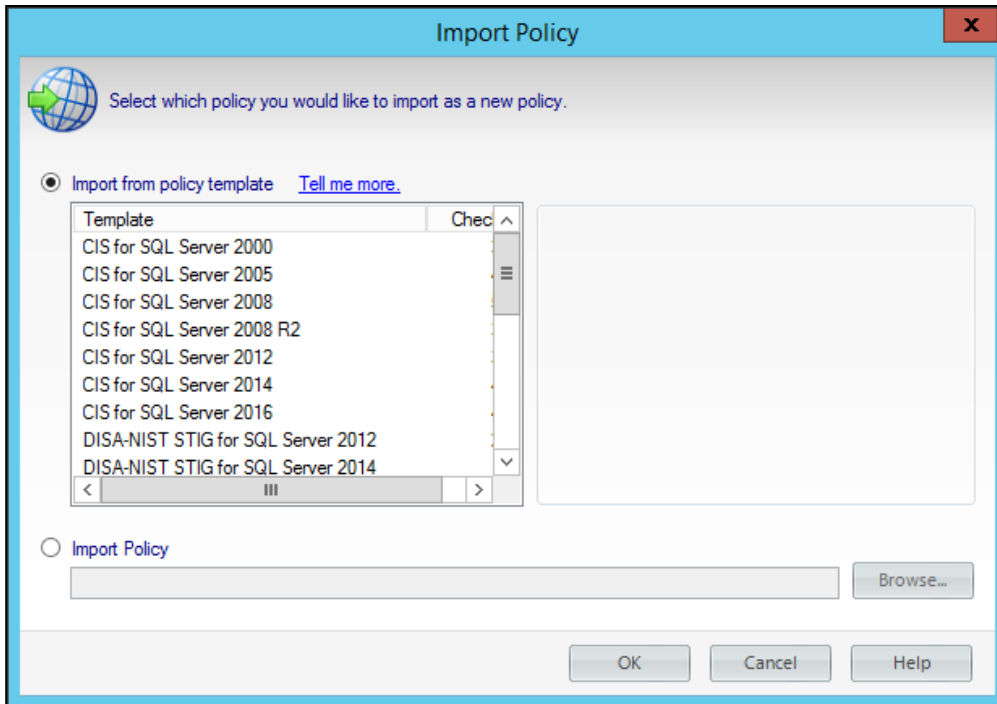 Import Policy
x
Select which policy you would like to import as a new policy.
Import from policy template Tell me more.
Template Chec
CIS for SQL Server 2000
CIS for SQL Server 2005
CIS for SQL Server 2008
CIS for SQL Server 2008 R2
CIS for SQL Server 2012
CIS for SQL Server 2014
CIS for SQL Server 2016
DISA-NIST STIG for SQL Server 2012
DISA-NIST STIG for SQL Server 2014
Import Policy
Browse...
OK Cancel Help